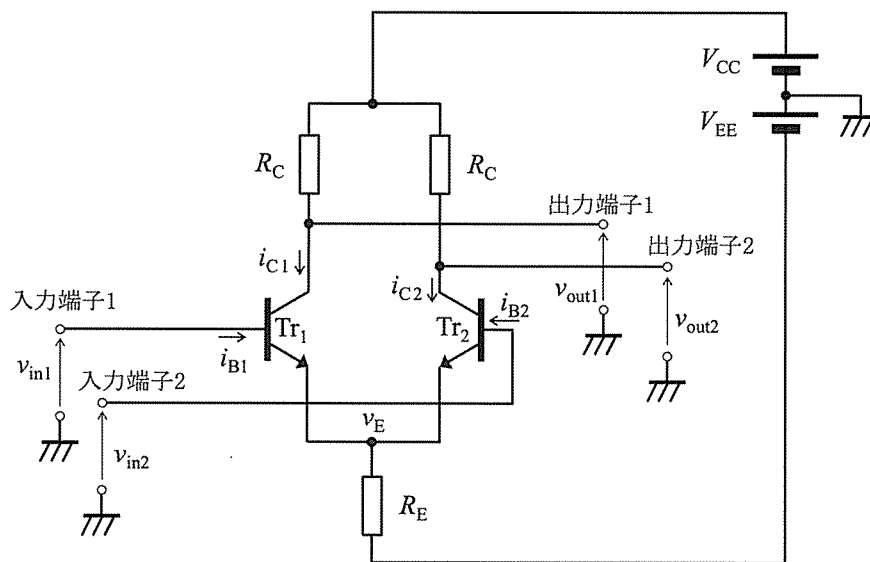 V_CC
V_EE
R_C
R_C
出力端子1
出力端子2
i_C1
i_C2
i_B2
v_out1
v_out2
入力端子1
Tr_1
Tr_2
i_B1
v_in1
入力端子2
v_E
v_in2
R_E